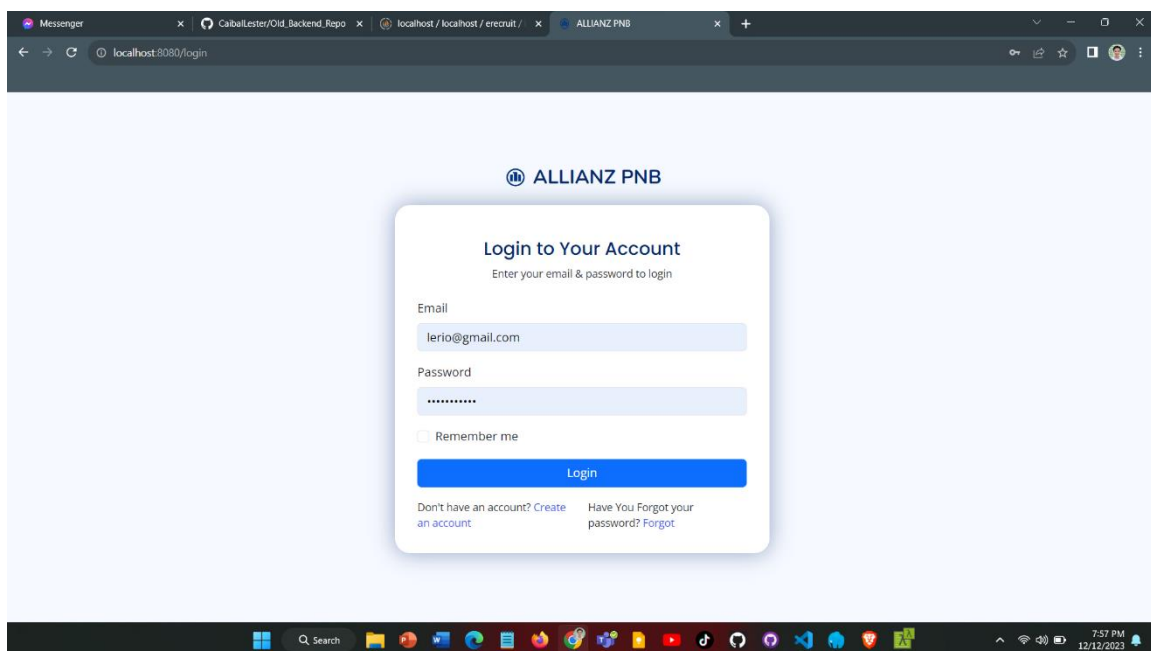 Messenger
CaibalLester/Old_Backend_Repo
localhost / localhost / erecruit /
ALLIANZ PNB
localhost:8080/login
ALLIANZ PNB
Login to Your Account
Enter your email & password to login
Email
lerio@gmail.com
Password
•••••••••••
Remember me
Login
Don't have an account? Create
an account
Have You Forgot your
password? Forgot
Search
7:57 PM
12/12/2023